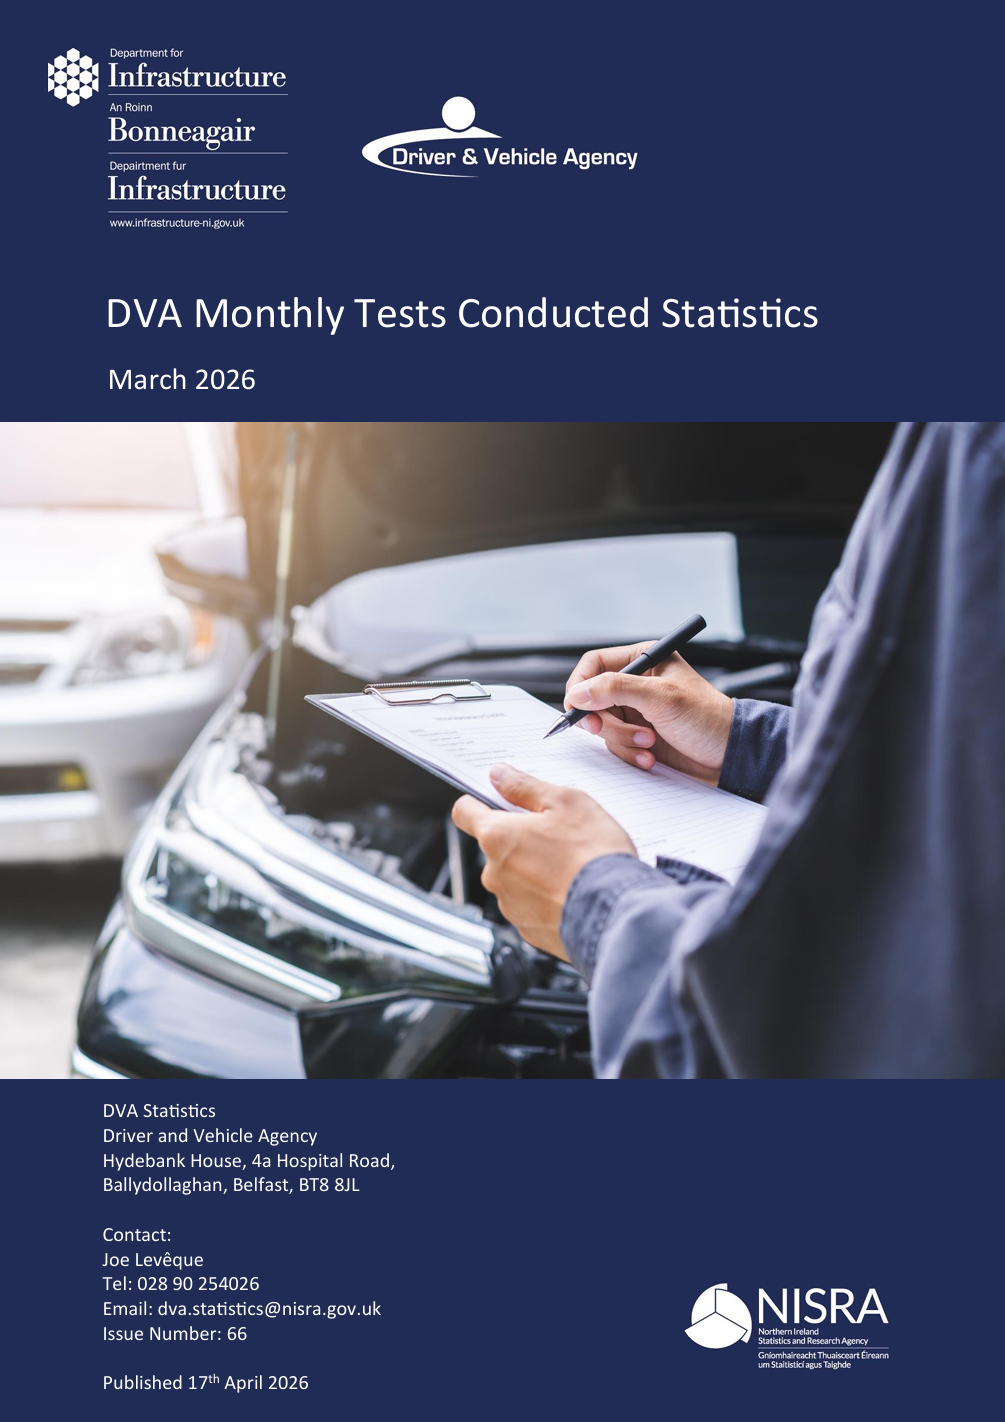 Department for
Infrastructure
An Roinn
Bonneagair
Depairtment fur
Infrastructure
www.infrastructure-ni.gov.uk
Driver & Vehicle Agency
DVA Monthly Tests Conducted Statistics
March 2026
DVA Statistics
Driver and Vehicle Agency
Hydebank House, 4a Hospital Road,
Ballydollaghan, Belfast, BT8 8JL
Contact:
Joe Levêque
Tel: 028 90 254026
Email: dva.statistics@nisra.gov.uk
Issue Number: 66
Published 17th April 2026
NISRA
Northern Ireland
Statistics and Research Agency
Gníomhaireacht Thuaisceart Éireann
um Staitisticí agus Taighde